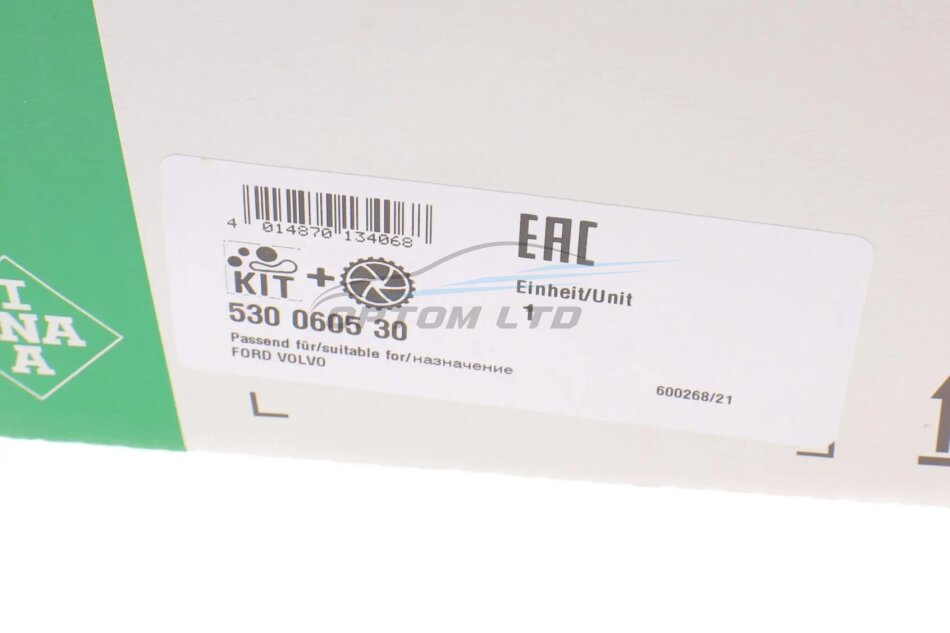 I
NA
A
4 014870 134068
EAC
KIT +
Einheit/Unit
1
530 0605 30
OPTOM LTD
Passend für/suitable for/назначение
FORD VOLVO
600268/21